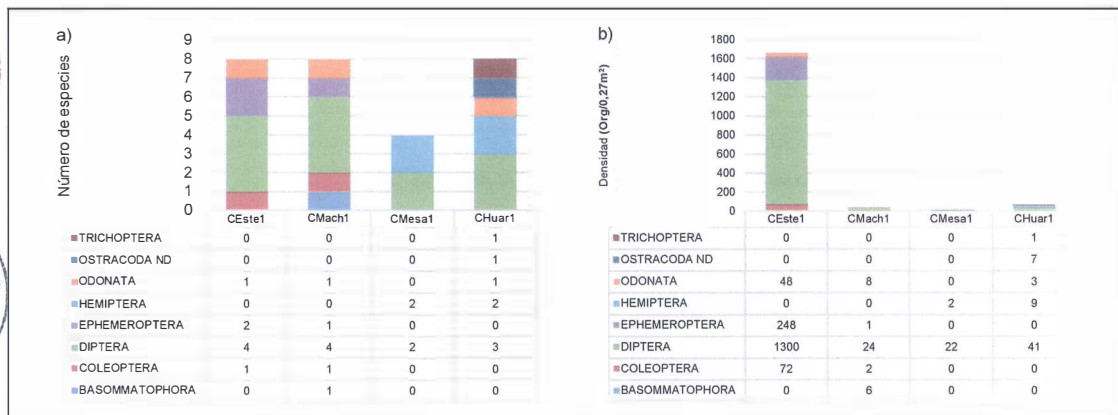 a)
Número de especies
9
8
7
6
5
4
3
2
1
0
CEste1 CMach1 CMesa1 CHuar1
TRICHOPTERA 0 0 0 1
OSTRACODA ND 0 0 0 1
ODONATA 1 1 0 1
HEMIPTERA 0 0 2 2
EPHEMEROPTERA 2 1 0 0
DIPTERA 4 4 2 3
COLEOPTERA 1 1 0 0
BASOMMATOPHORA 0 1 0 0
b)
Densidad (Org/0,27m²)
1800
1600
1400
1200
1000
800
600
400
200
0
CEste1 CMach1 CMesa1 CHuar1
TRICHOPTERA 0 0 0 1
OSTRACODA ND 0 0 0 7
ODONATA 48 8 0 3
HEMIPTERA 0 0 2 9
EPHEMEROPTERA 248 1 0 0
DIPTERA 1300 24 22 41
COLEOPTERA 72 2 0 0
BASOMMATOPHORA 0 6 0 0